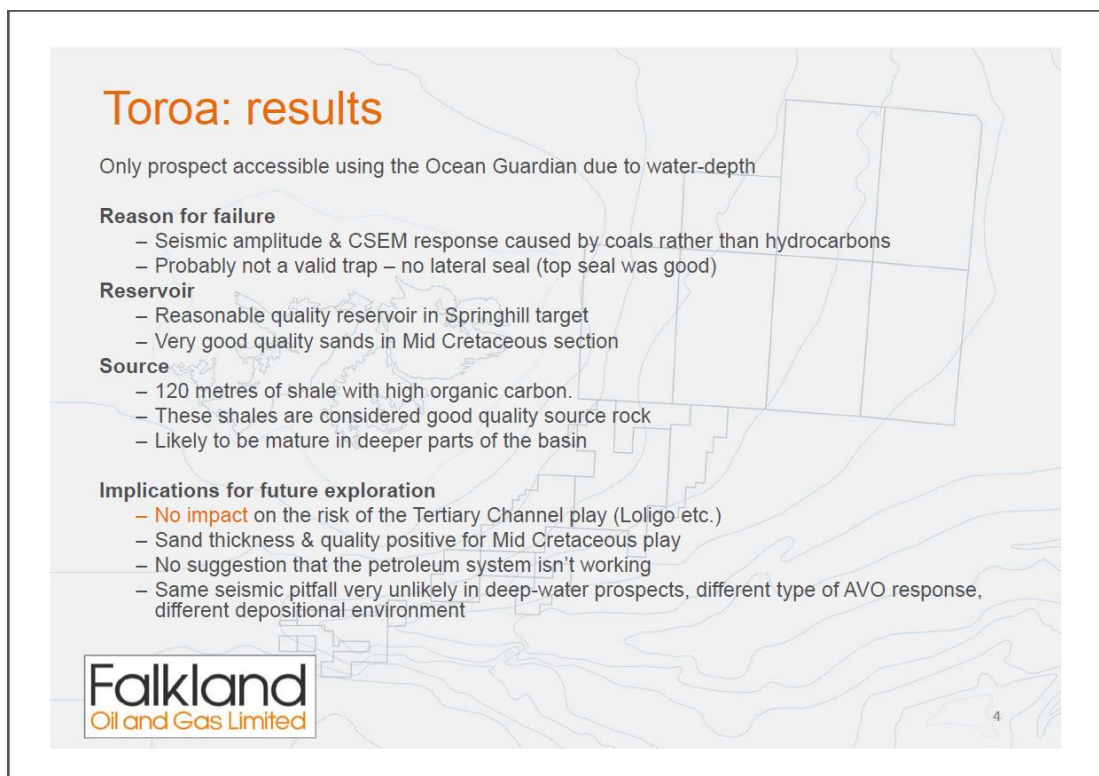 Toroa: results
Only prospect accessible using the Ocean Guardian due to water-depth
Reason for failure
– Seismic amplitude & CSEM response caused by coals rather than hydrocarbons
– Probably not a valid trap – no lateral seal (top seal was good)
Reservoir
– Reasonable quality reservoir in Springhill target
– Very good quality sands in Mid Cretaceous section
Source
– 120 metres of shale with high organic carbon.
– These shales are considered good quality source rock
– Likely to be mature in deeper parts of the basin
Implications for future exploration
– No impact on the risk of the Tertiary Channel play (Loligo etc.)
– Sand thickness & quality positive for Mid Cretaceous play
– No suggestion that the petroleum system isn't working
– Same seismic pitfall very unlikely in deep-water prospects, different type of AVO response,
different depositional environment
Falkland
Oil and Gas Limited
4